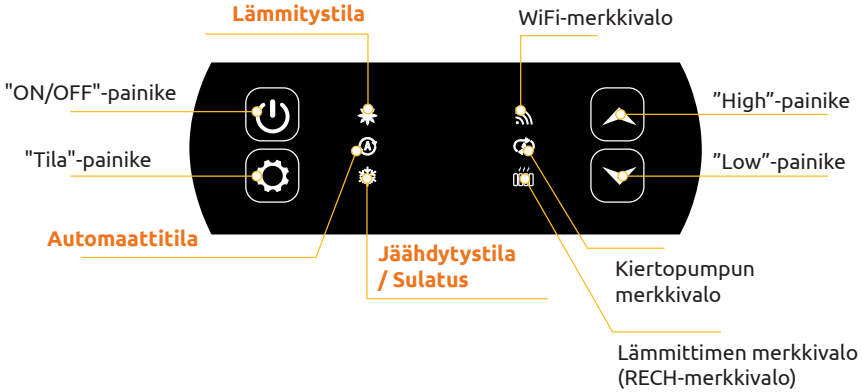 Lämmitystila
WiFi-merkkivalo
"ON/OFF"-painike
”High”-painike
"Tila"-painike
”Low”-painike
A
Automaattitila
Jäähdytystila
/ Sulatus
Kiertopumpun
merkkivalo
Lämmittimen merkkivalo
(RECH-merkkivalo)